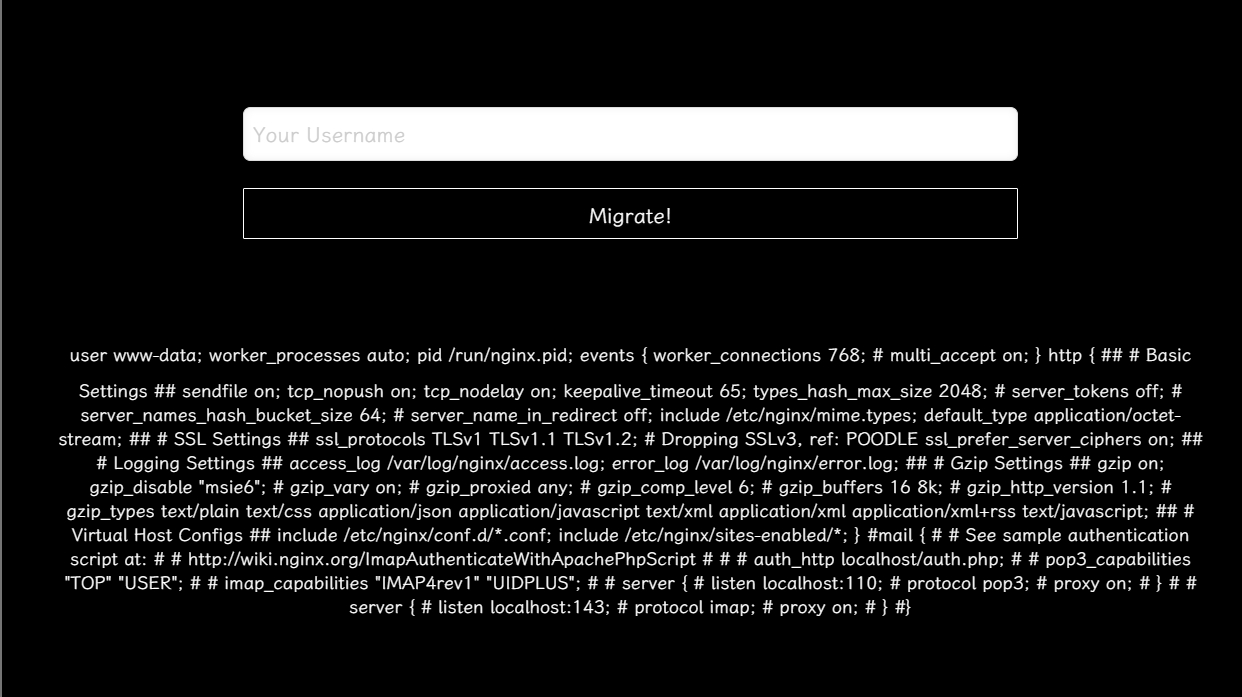 Your Username
Migrate!
user www-data; worker_processes auto; pid /run/nginx.pid; events { worker_connections 768; # multi_accept on; } http { ## # Basic
Settings ## sendfile on; tcp_nopush on; tcp_nodelay on; keepalive_timeout 65; types_hash_max_size 2048; # server_tokens off; #
server_names_hash_bucket_size 64; # server_name_in_redirect off; include /etc/nginx/mime.types; default_type application/octet-
stream; ## # SSL Settings ## ssl_protocols TLSv1 TLSv1.1 TLSv1.2; # Dropping SSLv3, ref: POODLE ssl_prefer_server_ciphers on; ##
# Logging Settings ## access_log /var/log/nginx/access.log; error_log /var/log/nginx/error.log; ## # Gzip Settings ## gzip on;
gzip_disable "msie6"; # gzip_vary on; # gzip_proxied any; # gzip_comp_level 6; # gzip_buffers 16 8k; # gzip_http_version 1.1; #
gzip_types text/plain text/css application/json application/javascript text/xml application/xml application/xml+rss text/javascript; ## #
Virtual Host Configs ## include /etc/nginx/conf.d/*.conf; include /etc/nginx/sites-enabled/*; } #mail { # # See sample authentication
script at: # # http://wiki.nginx.org/ImapAuthenticateWithApachePhpScript # # # auth_http localhost/auth.php; # # pop3_capabilities
"TOP" "USER"; # # imap_capabilities "IMAP4rev1" "UIDPLUS"; # # server { # listen localhost:110; # protocol pop3; # proxy on; # } # #
server { # listen localhost:143; # protocol imap; # proxy on; # } #}